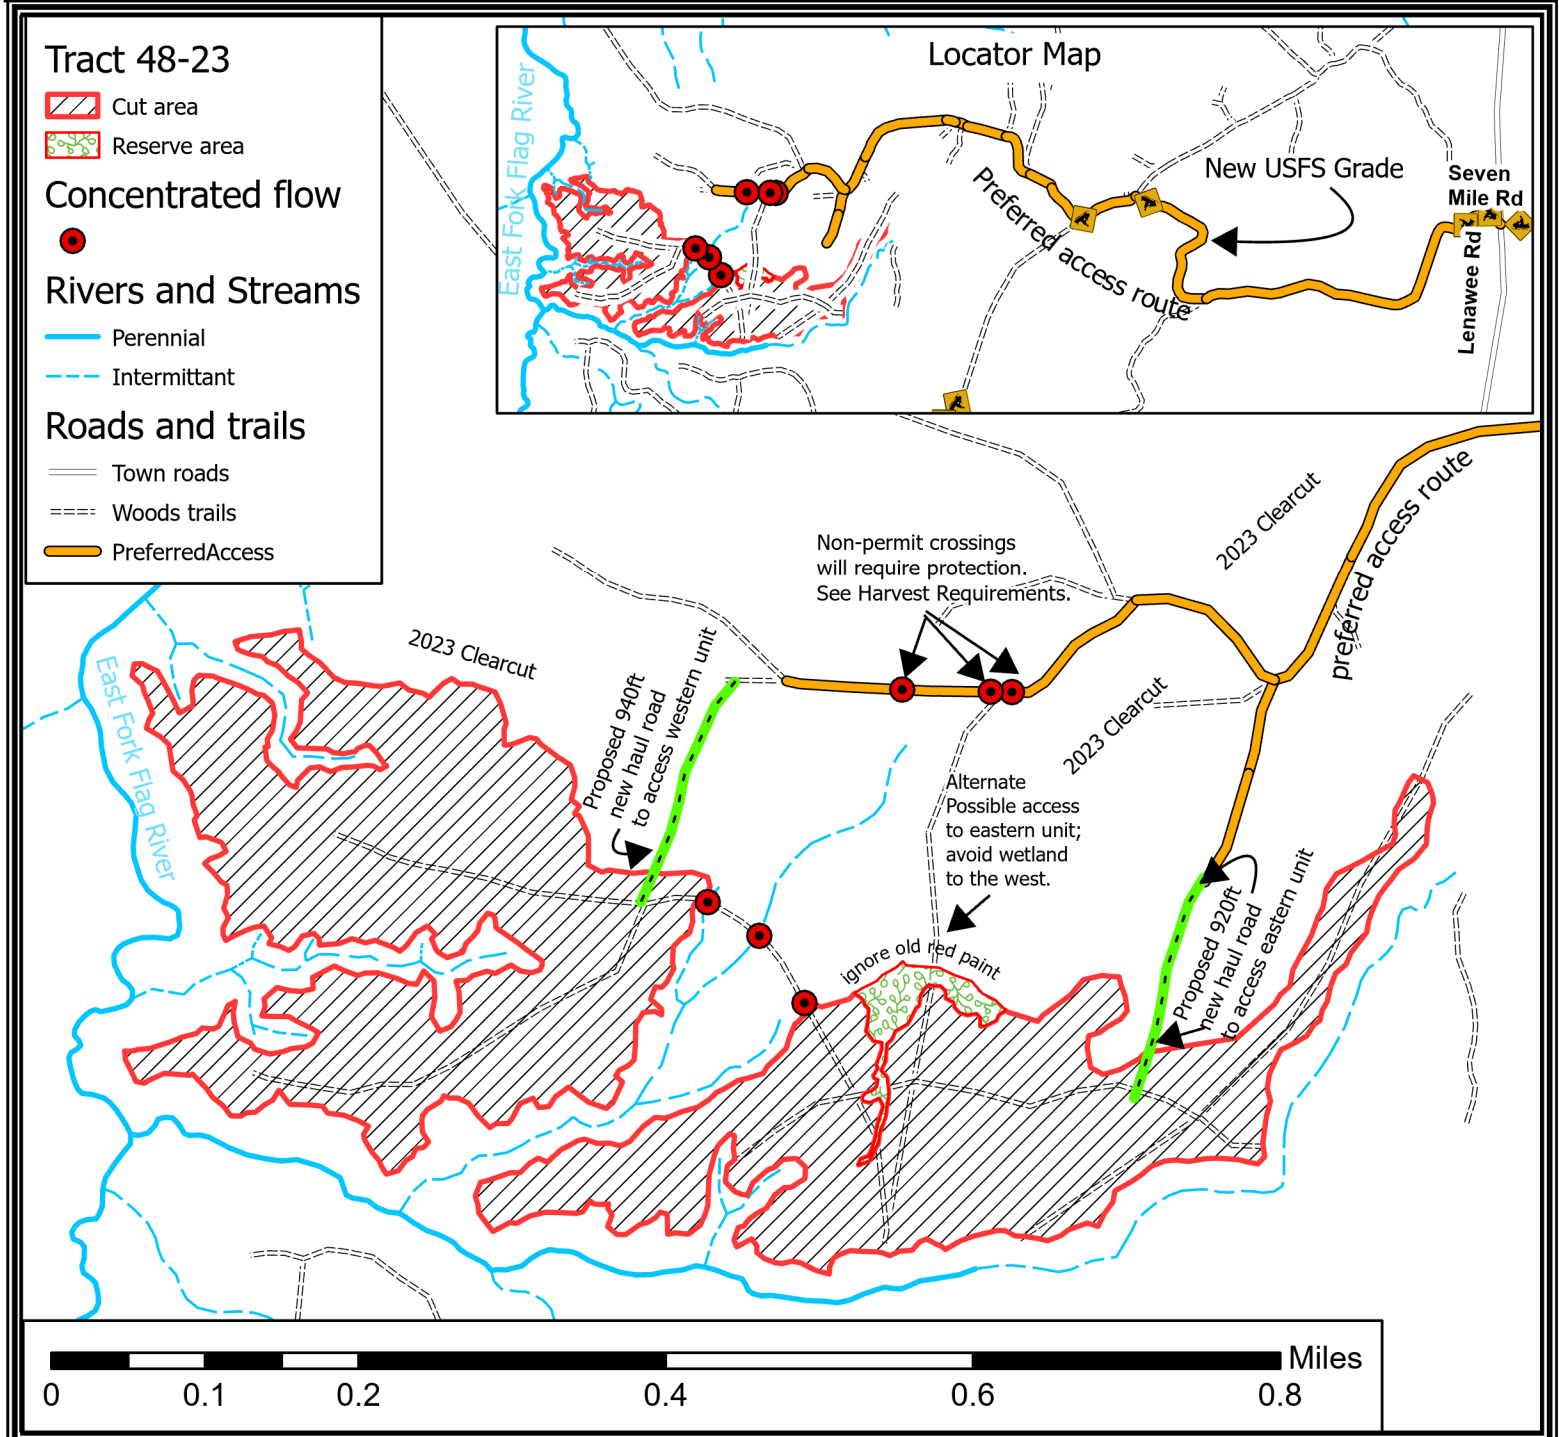 Tract 48-23
Cut area
Reserve area
Concentrated flow
Rivers and Streams
Perennial
Intermittant
Roads and trails
Town roads
Woods trails
PreferredAccess
Locator Map
East Fork Flag River
New USFS Grade
Preferred access route
Seven
Mile Rd
Lenawee Rd
2023 Clearcut
preferred access route
Non-permit crossings
will require protection.
See Harvest Requirements.
2023 Clearcut
East Fork Flag River
Proposed 940ft
new haul road
to access western unit
2023 Clearcut
Alternate
Possible access
to eastern unit;
avoid wetland
to the west.
ignore old red paint
Proposed 920ft
new haul road
to access eastern unit
Miles
0
0.1
0.2
0.4
0.6
0.8